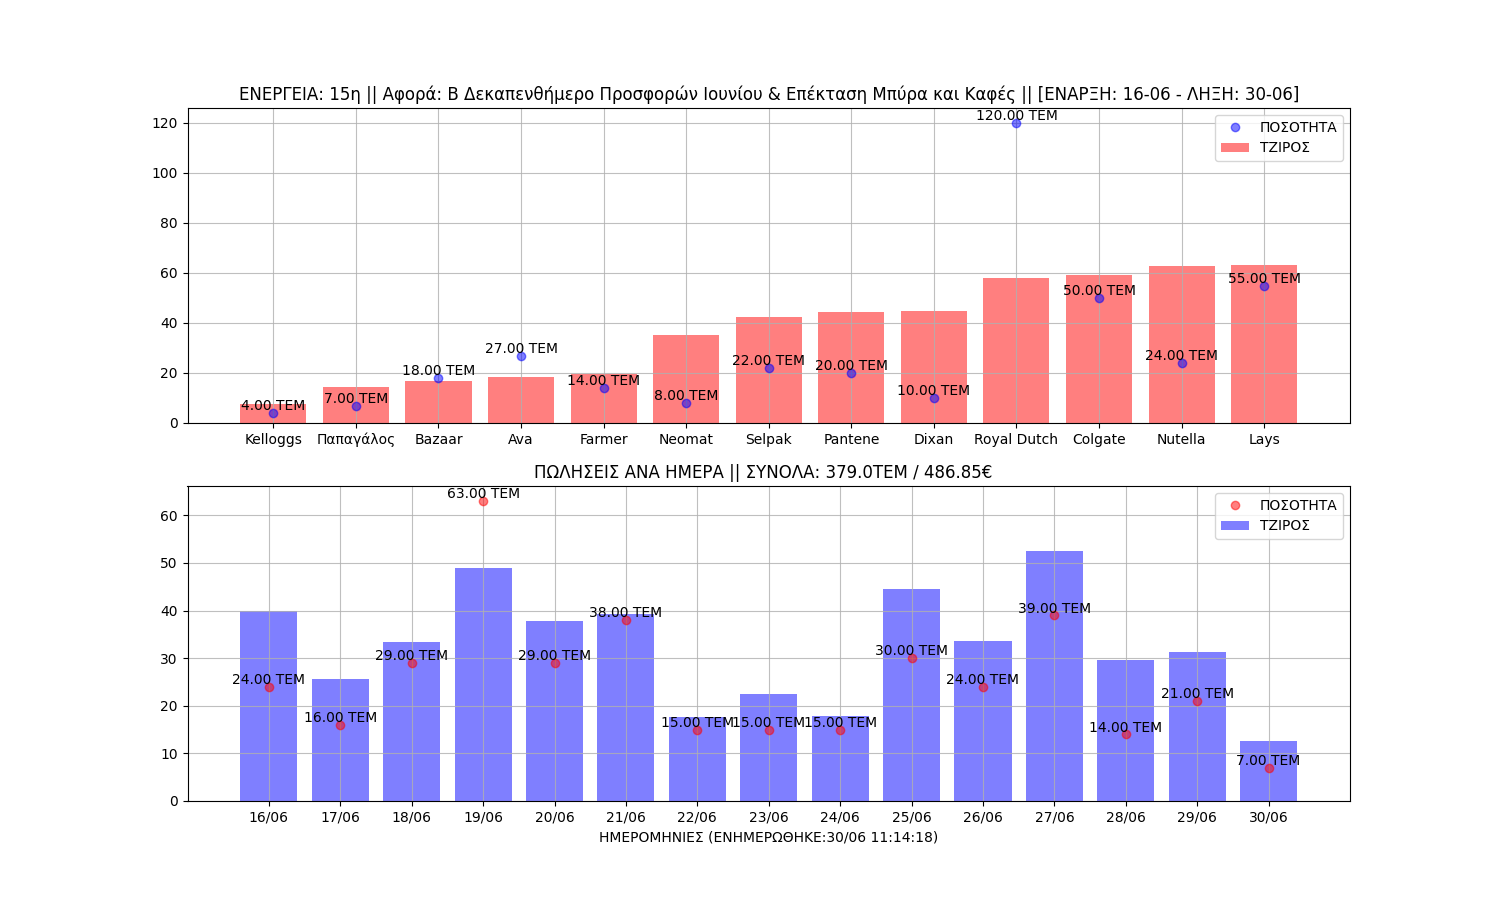 ΕΝΕΡΓΕΙΑ: 15η || Αφορά: Β Δεκαπενθήμερο Προσφορών Ιουνίου & Επέκταση Μπύρα και Καφές || [ΕΝΑΡΞΗ: 16-06 - ΛΗΞΗ: 30-06]
120
100
80
60
40
20
0
ΠΟΣΟΤΗΤΑ
ΤΖΙΡΟΣ
4.00 TEM
7.00 TEM
18.00 TEM
27.00 TEM
14.00 TEM
8.00 TEM
22.00 TEM
20.00 TEM
10.00 TEM
120.00 TEM
50.00 TEM
24.00 TEM
55.00 TEM
Kelloggs Παπαγάλος Bazaar Ava Farmer Neomat Selpak Pantene Dixan Royal Dutch Colgate Nutella Lays
ΠΩΛΗΣΕΙΣ ΑΝΑ ΗΜΕΡΑ || ΣΥΝΟΛΑ: 379.0ΤΕΜ / 486.85€
60
50
40
30
20
10
0
ΠΟΣΟΤΗΤΑ
ΤΖΙΡΟΣ
24.00 TEM
16.00 TEM
29.00 TEM
63.00 TEM
29.00 TEM
38.00 TEM
15.00 TEM
15.00 TEM
15.00 TEM
30.00 TEM
24.00 TEM
39.00 TEM
14.00 TEM
21.00 TEM
7.00 TEM
16/06 17/06 18/06 19/06 20/06 21/06 22/06 23/06 24/06 25/06 26/06 27/06 28/06 29/06 30/06
ΗΜΕΡΟΜΗΝΙΕΣ (ΕΝΗΜΕΡΩΘΗΚΕ:30/06 11:14:18)